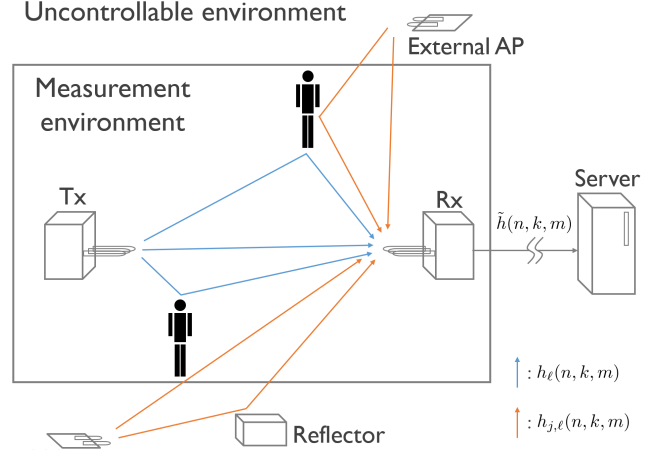 Uncontrollable environment
External AP
Measurement
environment
Tx
Rx
Server
h̃(n, k, m)
: hℓ(n, k, m)
: hj,ℓ(n, k, m)
Reflector